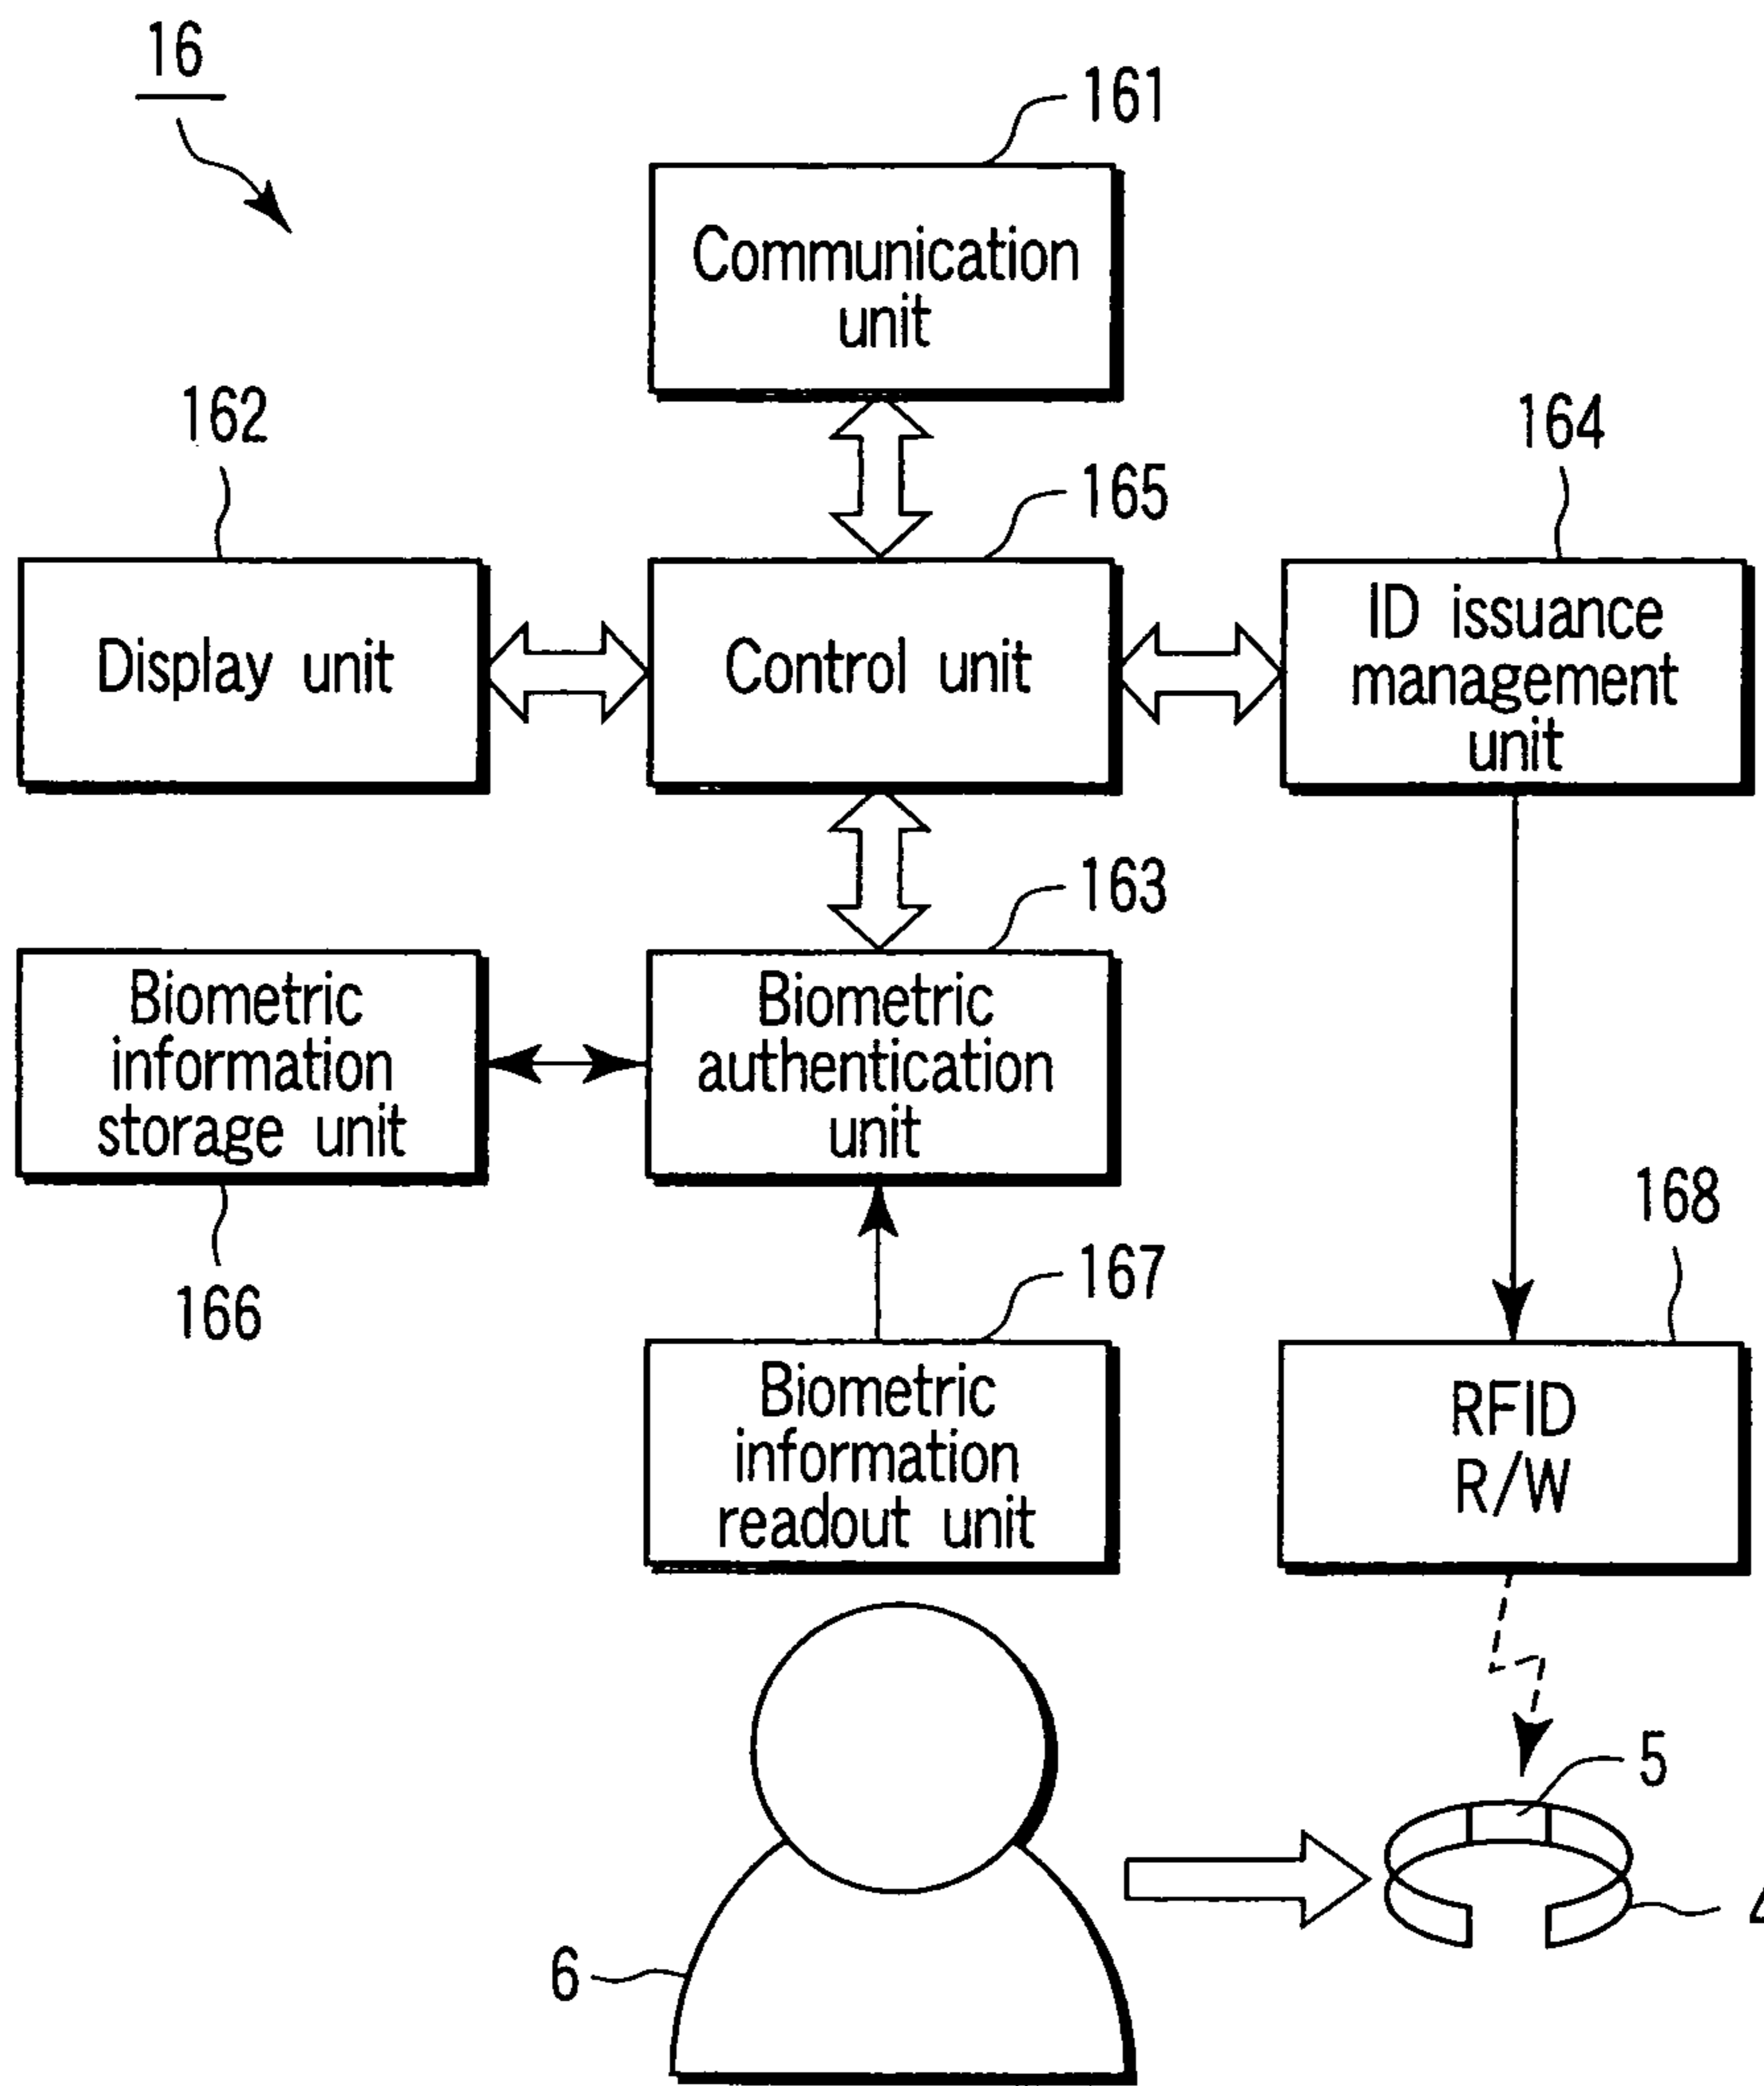 16
161
Communication
unit
162
164
165
Display unit
Control unit
ID issuance
management
unit
163
Biometric
information
storage unit
Biometric
authentication
unit
168
166
167
Biometric
information
readout unit
RFID
R/W
5
4
6